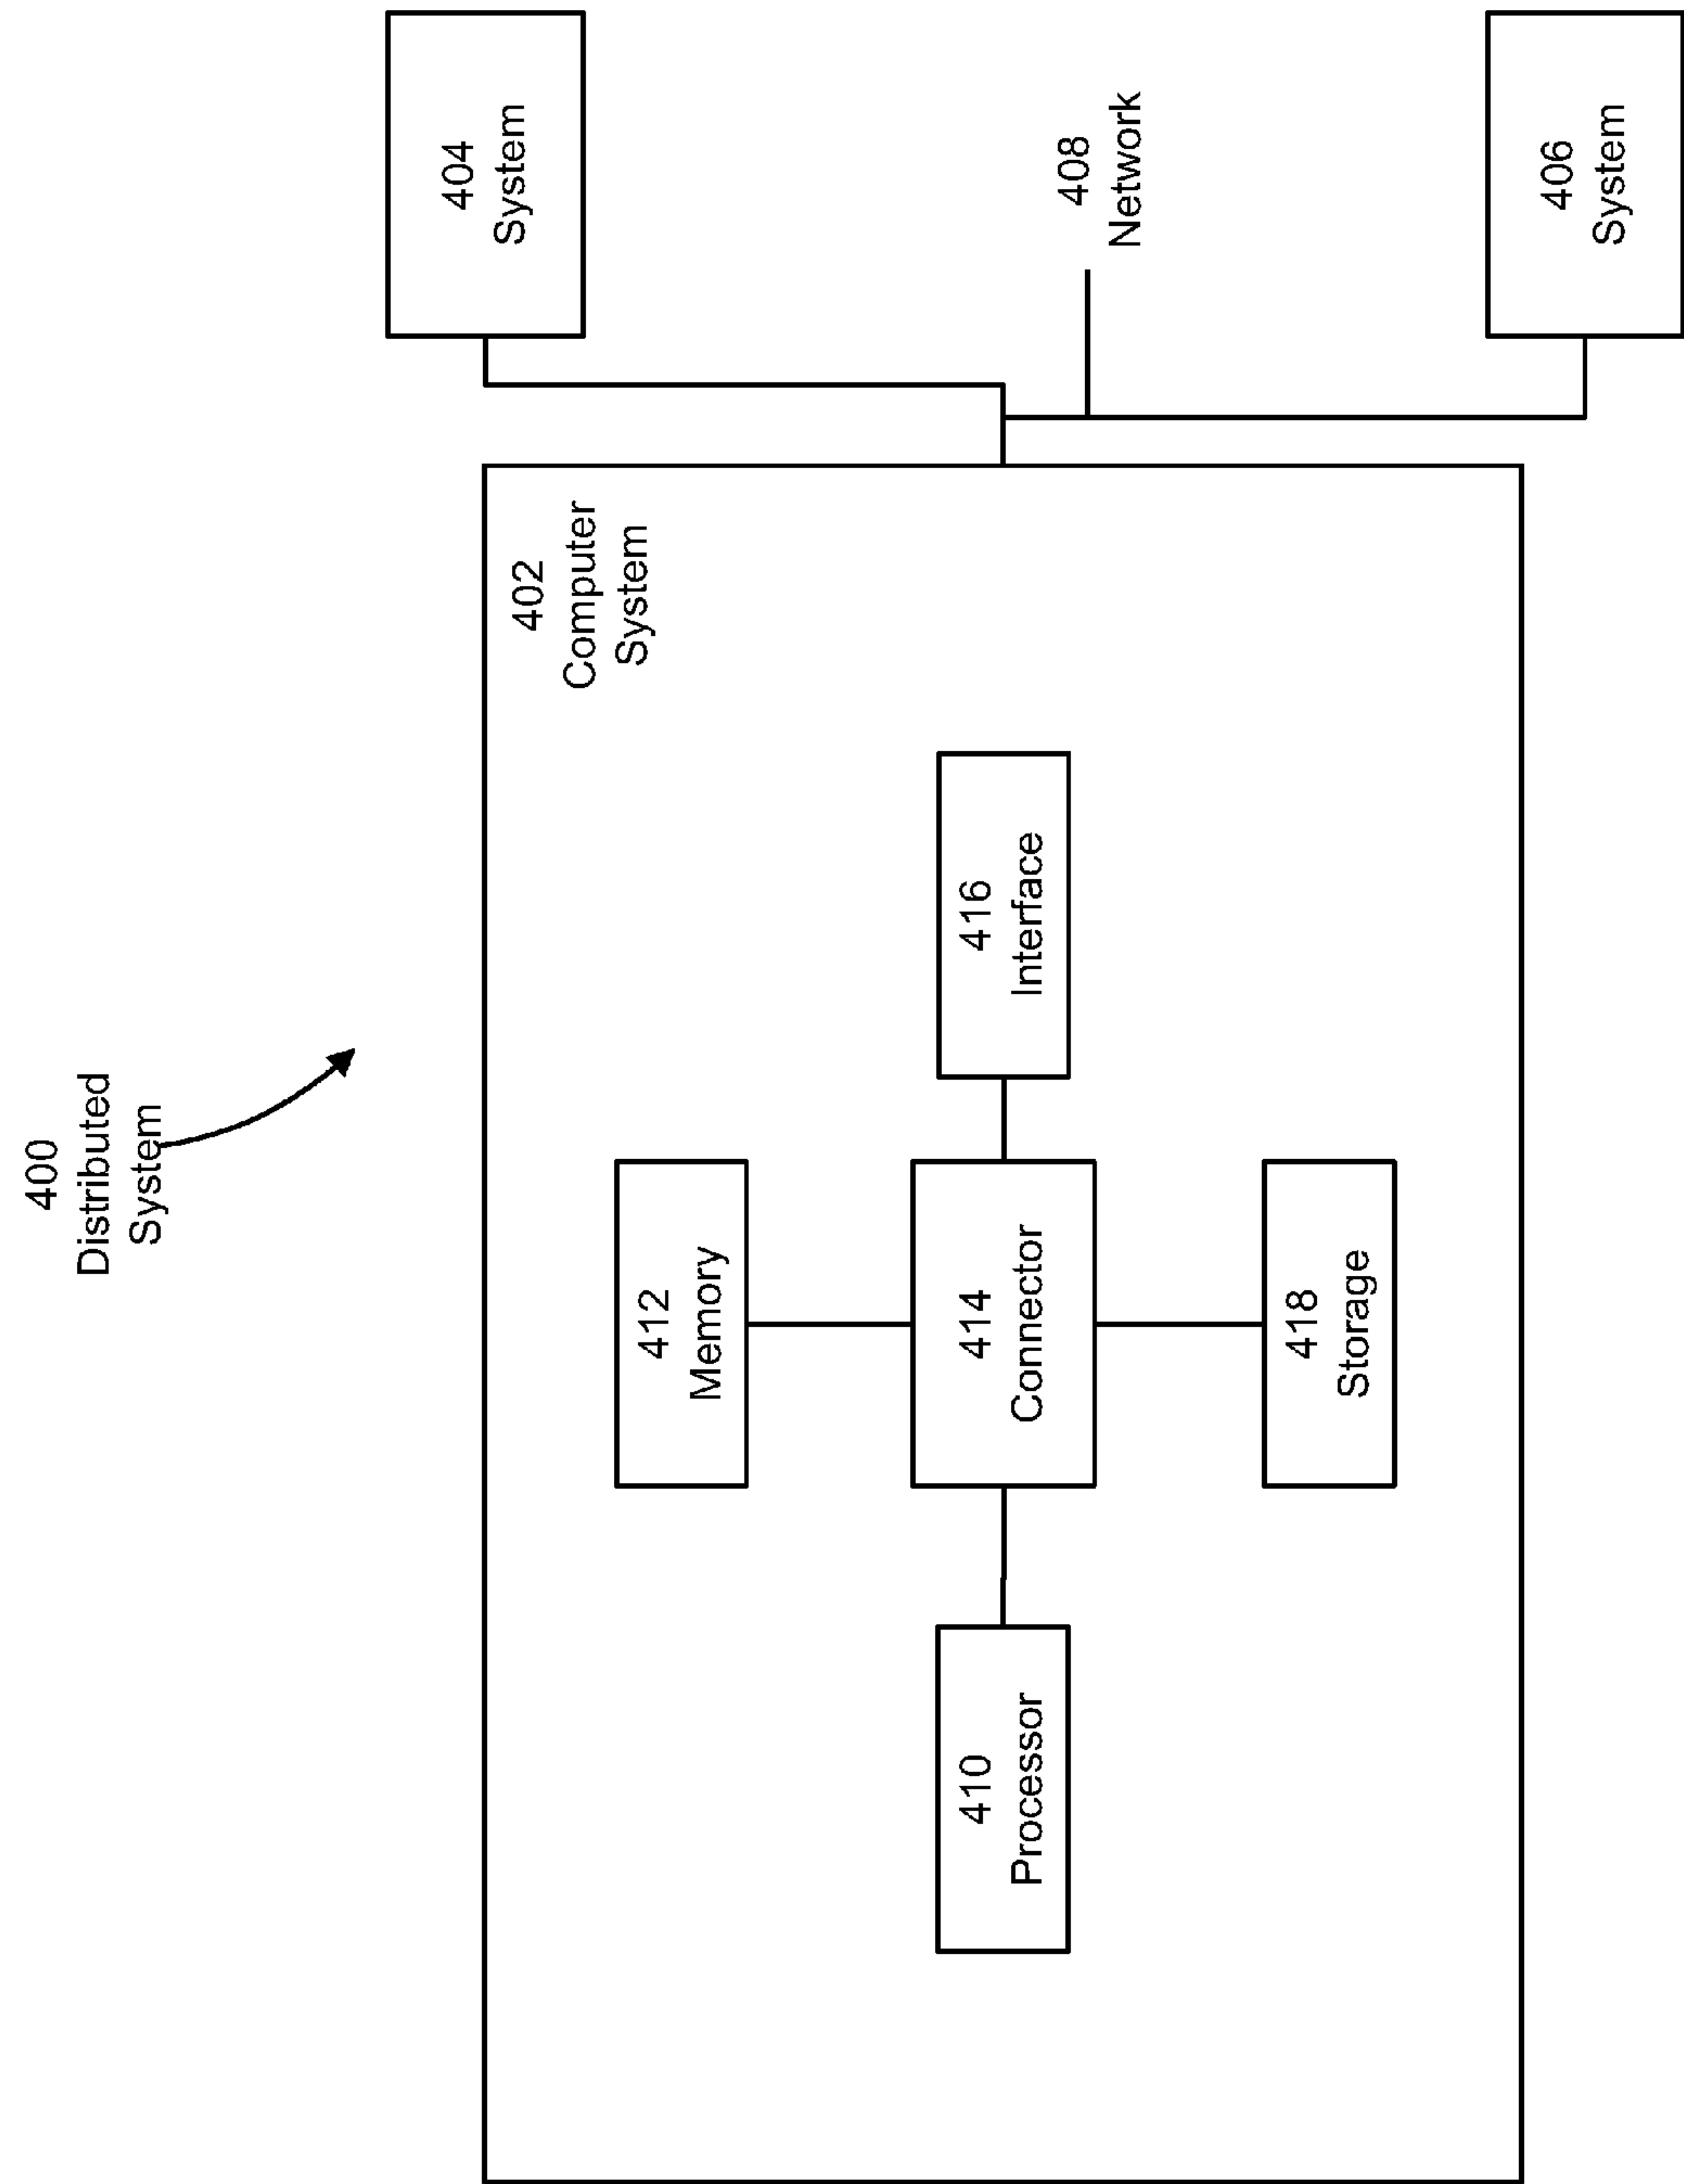 400
Distributed
System
402
Computer
System
404
System
412
Memory
410
Processor
414
Connector
416
Interface
408
Network
418
Storage
406
System